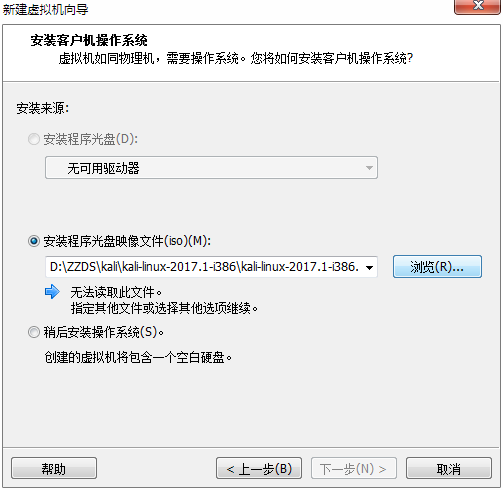 新建虚拟机向导
安装客户机操作系统
虚拟机如同物理机，需要操作系统。您将如何安装客户机操作系统?
安装来源:
安装程序光盘(D):
无可用驱动器
安装程序光盘映像文件(iso)(M):
D:\ZZDS\kali\kali-linux-2017.1-i386\kali-linux-2017.1-i386.
浏览(R)...
无法读取此文件。
指定其他文件或选择其他选项继续。
稍后安装操作系统(S)。
创建的虚拟机将包含一个空白硬盘。
帮助
< 上一步(B)
下一步(N) >
取消